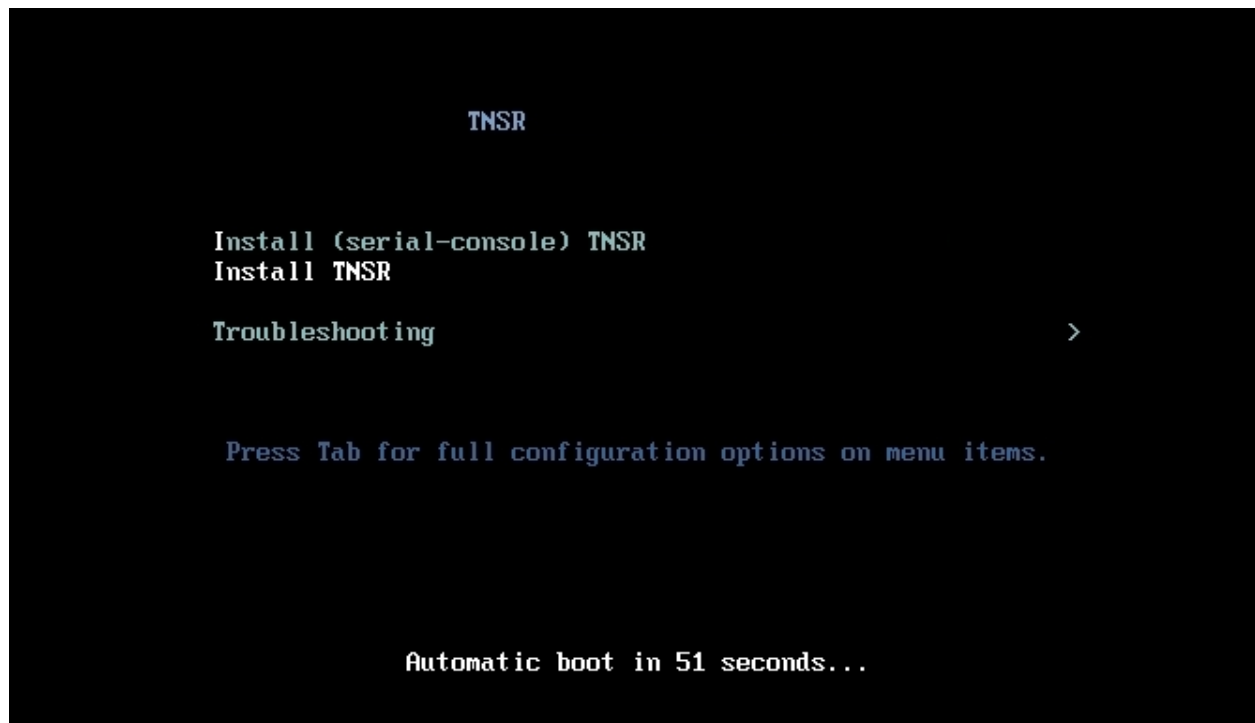 TNSR
Install (serial-console) TNSR
Install TNSR
Troubleshooting >
Press Tab for full configuration options on menu items.
Automatic boot in 51 seconds...